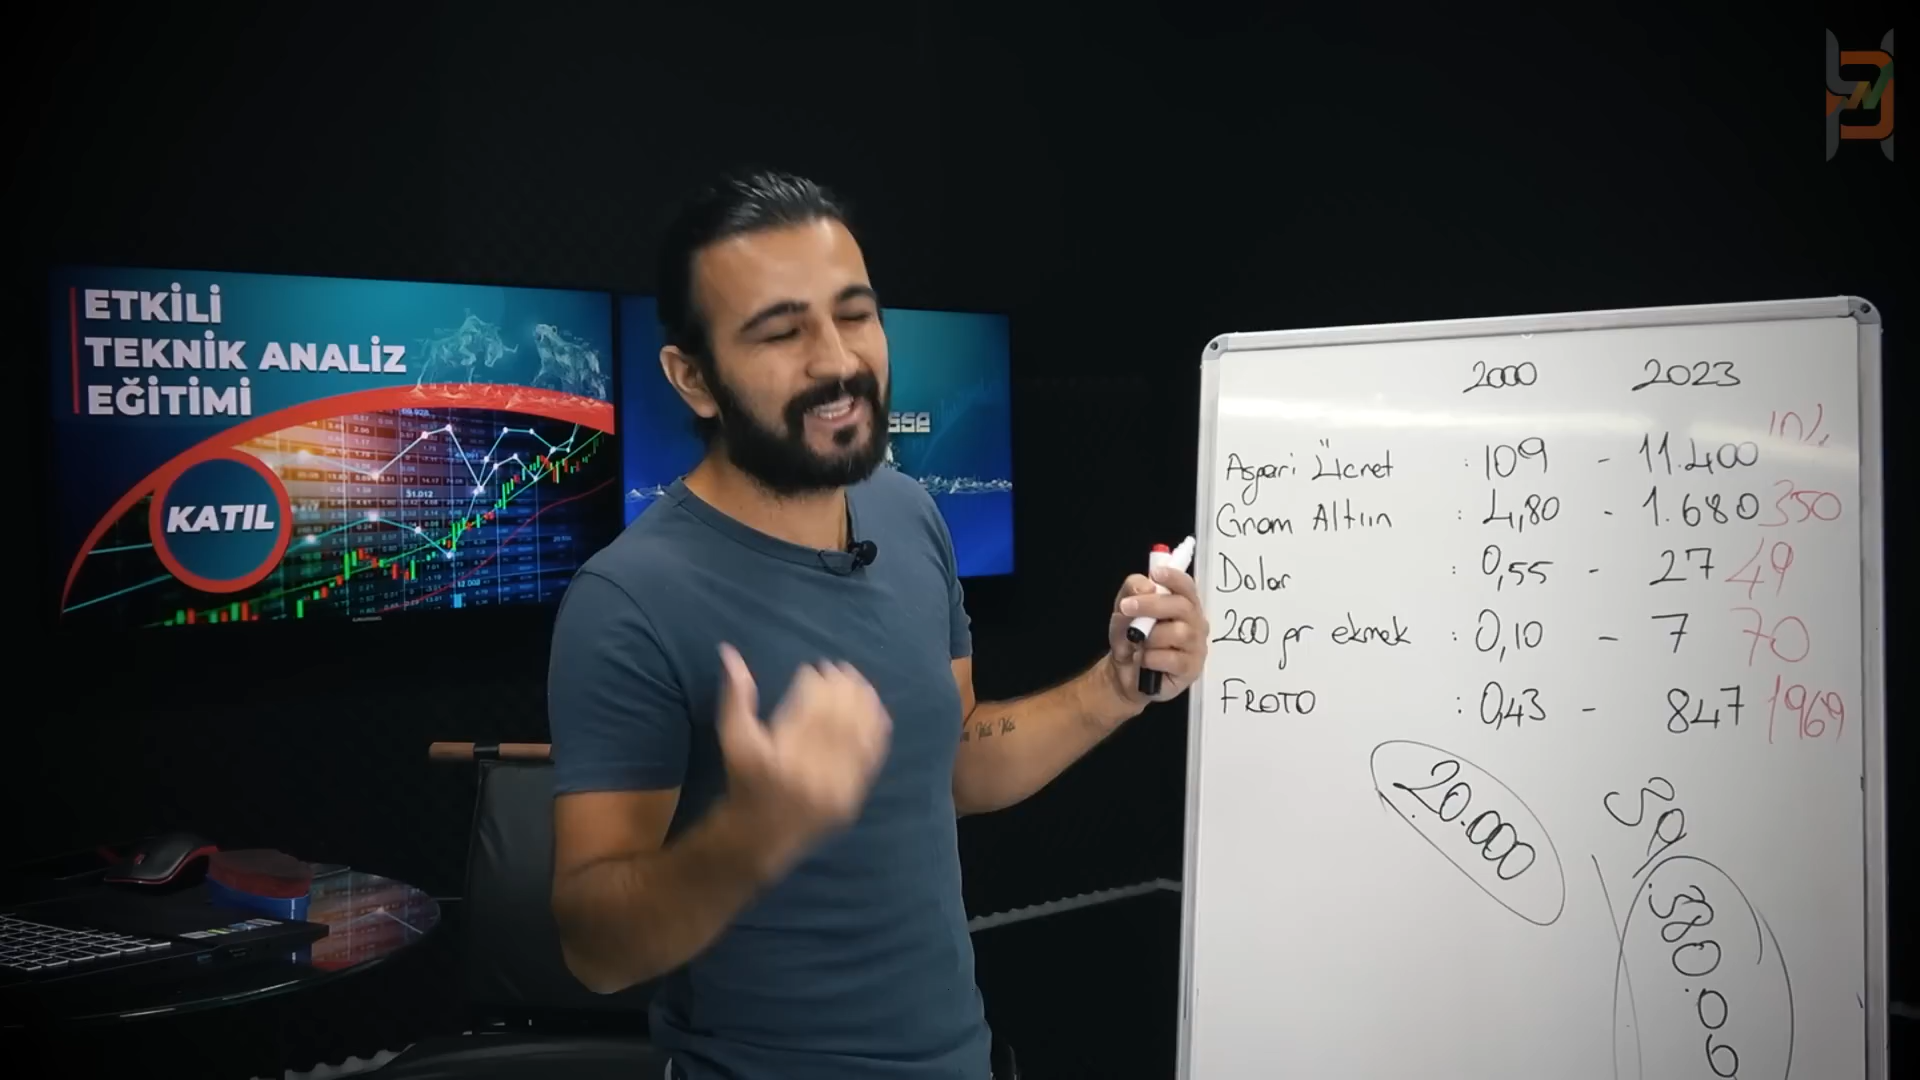 ETKİLİ
TEKNİK ANALİZ
EĞİTİMİ
KATIL
sse
2000 2023
Asgari Ücret : 109 - 11.400
Gram Altın : 4,80 - 1.680 350
Dolar : 0,55 - 27 49
200 gr ekmek : 0,10 - 7 70
FROTO : 0,43 - 847 1969
20.000
39.380.00